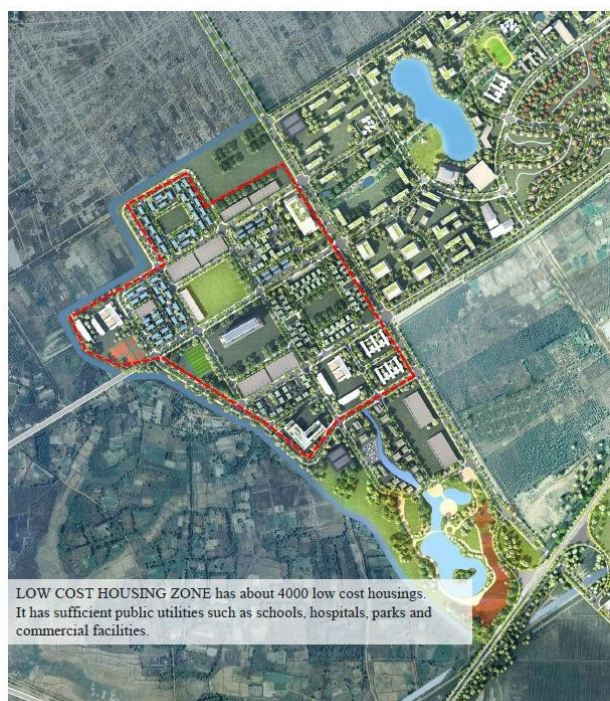 LOW COST HOUSING ZONE has about 4000 low cost housings.
It has sufficient public utilities such as schools, hospitals, parks and
commercial facilities.